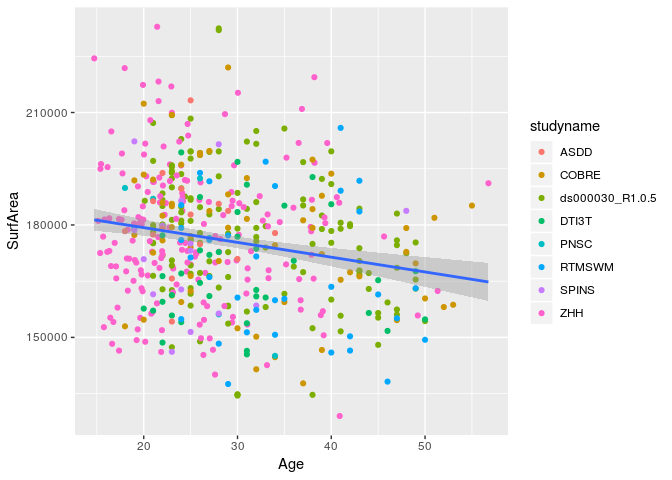 SurfArea
210000
180000
150000
20
30
40
50
Age
studyname
ASDD
COBRE
ds000030_R1.0.5
DTI3T
PNSC
RTMSWM
SPINS
ZHH